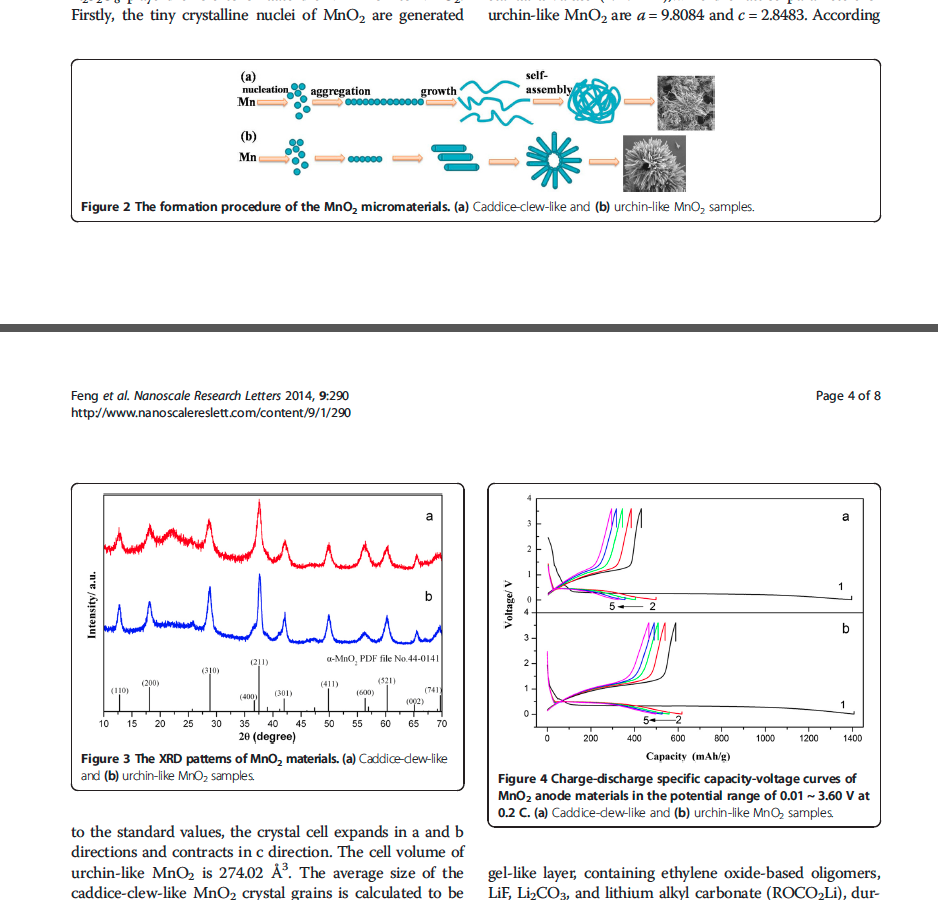 Firstly, the tiny crystalline nuclei of MnO2 are generated
urchin-like MnO2 are a = 9.8084 and c = 2.8483. According
(a)
nucleation
Mn
aggregation
growth
self-
assembly
(b)
Mn
Figure 2 The formation procedure of the MnO2 micromaterials. (a) Caddice-clew-like and (b) urchin-like MnO2 samples.
Feng et al. Nanoscale Research Letters 2014, 9:290
http://www.nanoscalereslett.com/content/9/1/290
Page 4 of 8
a
b
Intensity/ a.u.
α-MnO2 PDF file No.44-0141
(110)
(200)
(310)
(400)
(211)
(301)
(411)
(600)
(521)
(002)
(741)
10 15 20 25 30 35 40 45 50 55 60 65 70
2θ (degree)
Figure 3 The XRD patterns of MnO2 materials. (a) Caddice-clew-like
and (b) urchin-like MnO2 samples.
to the standard values, the crystal cell expands in a and b
directions and contracts in c direction. The cell volume of
urchin-like MnO2 is 274.02 Å3. The average size of the
caddice-clew-like MnO2 crystal grains is calculated to be
4
3
2
1
0
a
1
5 2
Voltage/ V
4
3
2
1
0
b
1
5 2
0 200 400 600 800 1000 1200 1400
Capacity (mAh/g)
Figure 4 Charge-discharge specific capacity-voltage curves of
MnO2 anode materials in the potential range of 0.01 ~ 3.60 V at
0.2 C. (a) Caddice-clew-like and (b) urchin-like MnO2 samples.
gel-like layer, containing ethylene oxide-based oligomers,
LiF, Li2CO3, and lithium alkyl carbonate (ROCO2Li), dur-